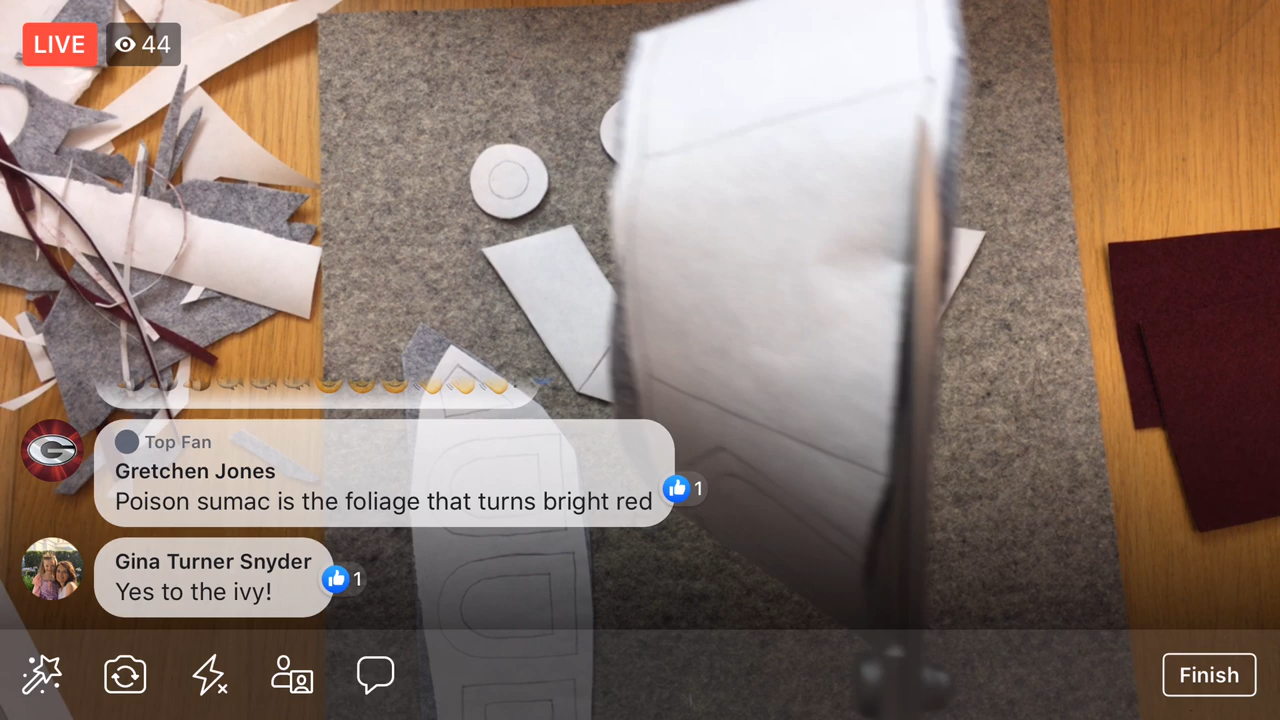 LIVE 44
Top Fan
Gretchen Jones
Poison sumac is the foliage that turns bright red
1
Gina Turner Snyder
Yes to the ivy!
1
Finish